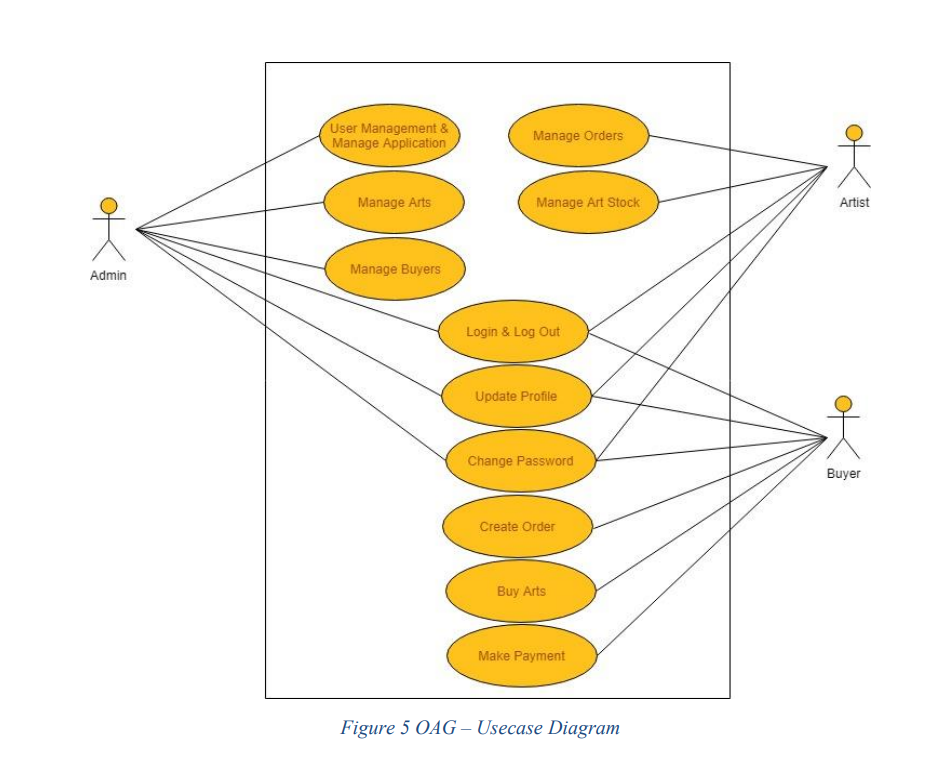 User Management &
Manage Application
Manage Orders
Manage Arts
Manage Art Stock
Artist
Manage Buyers
Admin
Login & Log Out
Update Profile
Change Password
Buyer
Create Order
Buy Arts
Make Payment
Figure 5 OAG – Usecase Diagram